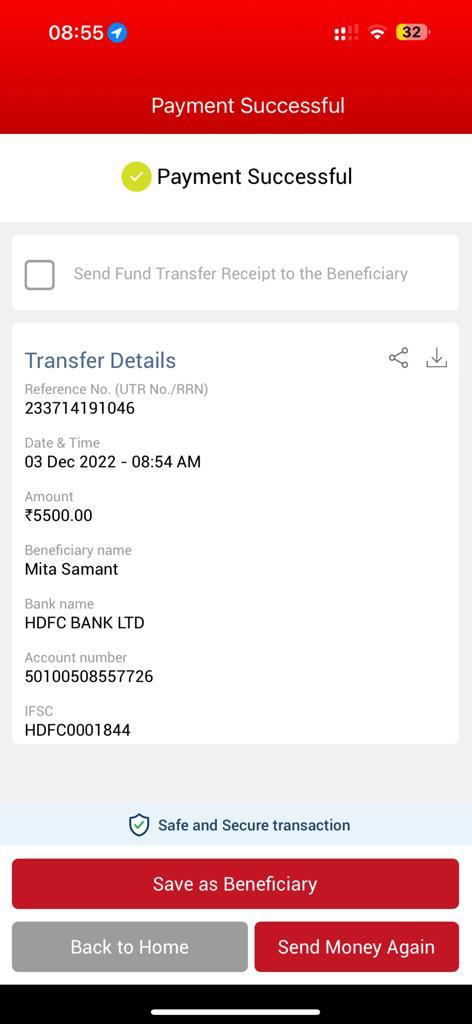 08:55
32
Payment Successful
Payment Successful
Send Fund Transfer Receipt to the Beneficiary
Transfer Details
Reference No. (UTR No./RRN)
233714191046
Date & Time
03 Dec 2022 - 08:54 AM
Amount
₹5500.00
Beneficiary name
Mita Samant
Bank name
HDFC BANK LTD
Account number
50100508557726
IFSC
HDFC0001844
Safe and Secure transaction
Save as Beneficiary
Back to Home
Send Money Again